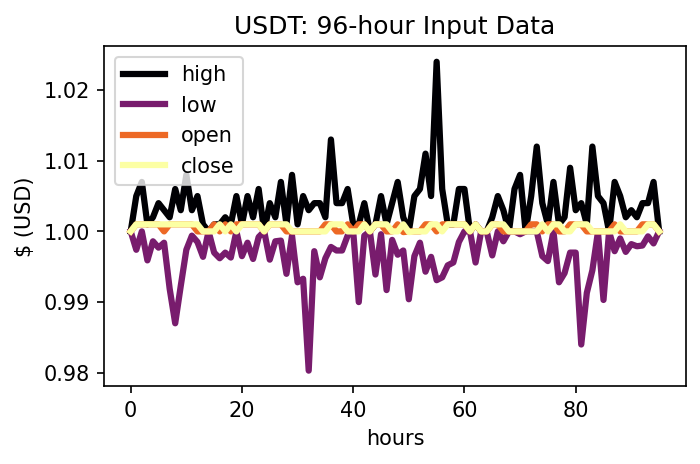 USDT: 96-hour Input Data
high
low
open
close
1.02
1.01
1.00
0.99
0.98
$ (USD)
0
20
40
60
80
hours